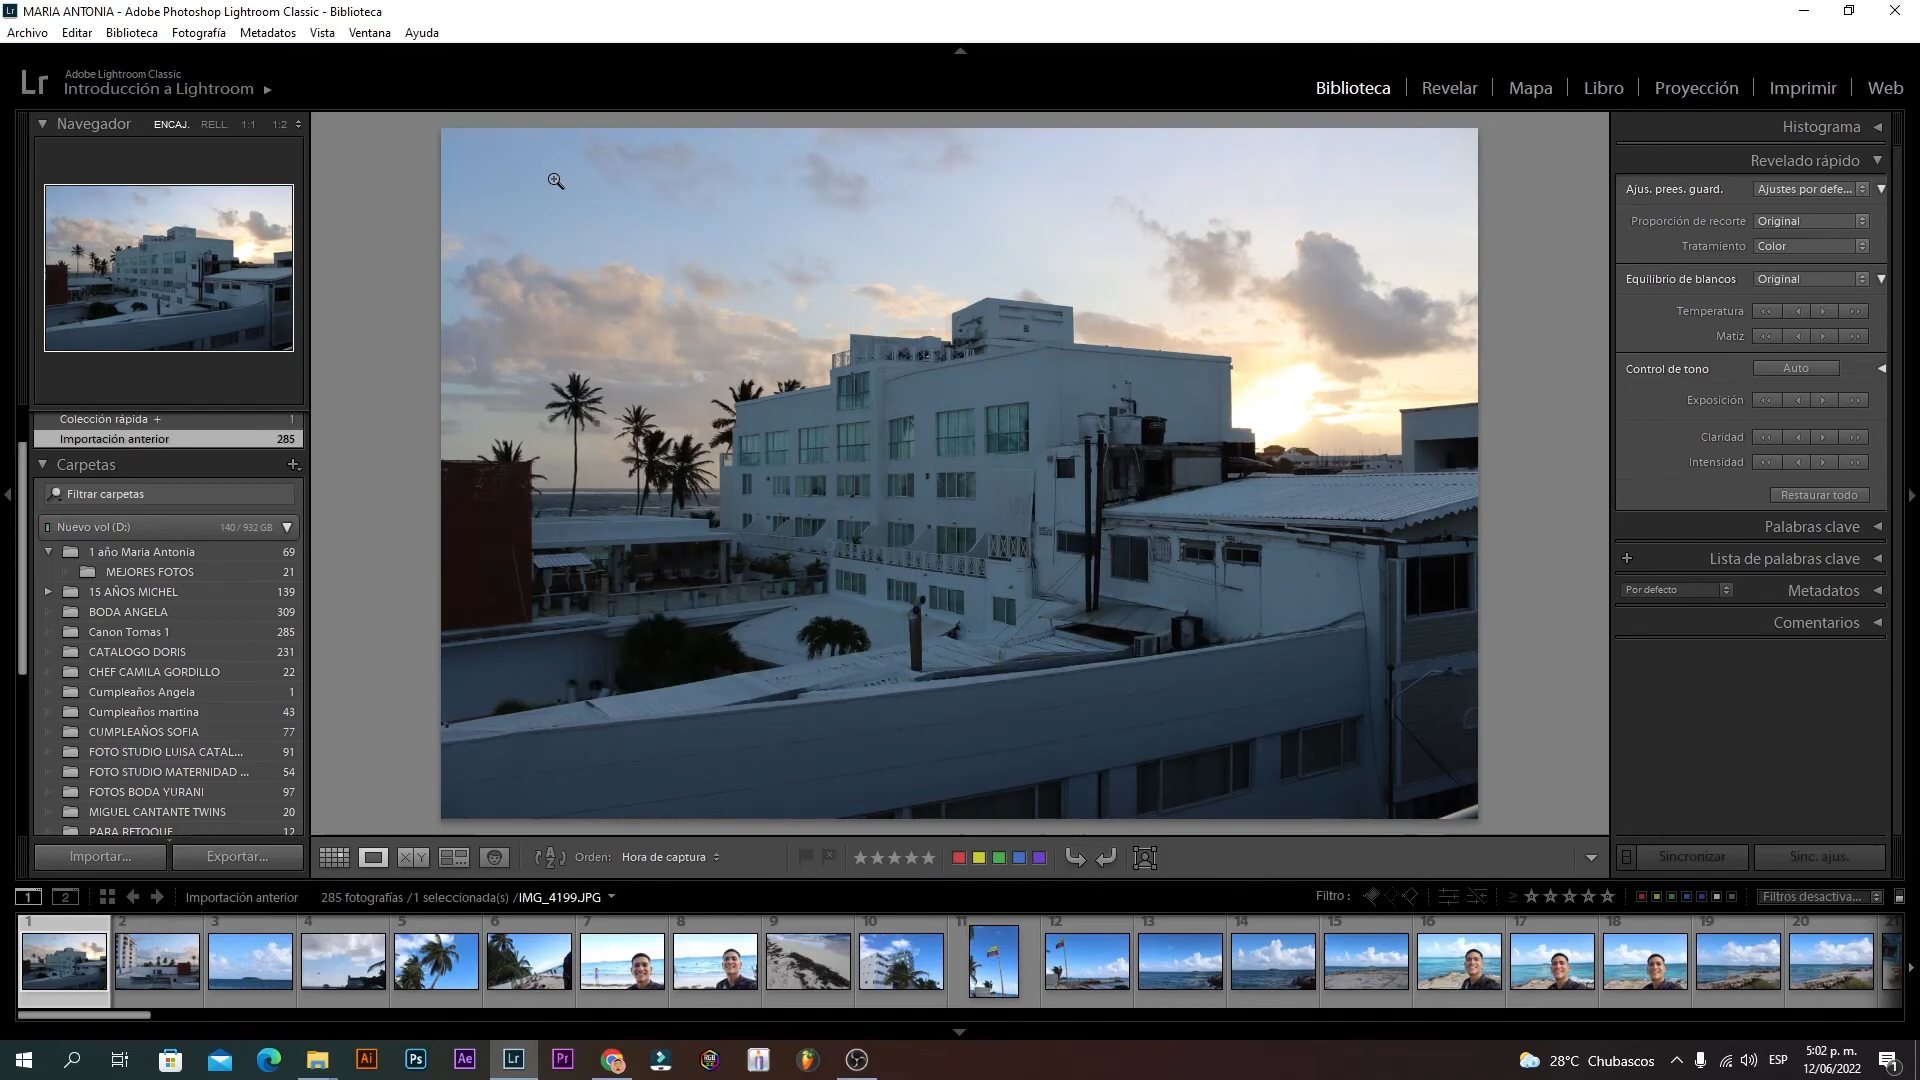 Lr MARIA ANTONIA - Adobe Photoshop Lightroom Classic - Biblioteca
Archivo Editar Biblioteca Fotografía Metadatos Vista Ventana Ayuda
Lr
Adobe Lightroom Classic
Introducción a Lightroom
Biblioteca Revelar Mapa Libro Proyección Imprimir Web
Navegador ENCAJ. RELL. 1:1 1:2
Colección rápida + 1
Importación anterior 285
Carpetas
Filtrar carpetas
Nuevo vol (D:) 140 / 932 GB
1 año Maria Antonia 69
MEJORES FOTOS 21
15 AÑOS MICHEL 139
BODA ANGELA 309
Canon Tomas 1 285
CATALOGO DORIS 231
CHEF CAMILA GORDILLO 22
Cumpleaños Angela 1
Cumpleaños martina 43
CUMPLEAÑOS SOFIA 77
FOTO STUDIO LUISA CATAL... 91
FOTO STUDIO MATERNIDAD ... 54
FOTOS BODA YURANI 97
MIGUEL CANTANTE TWINS 20
PARA RETOQUE 12
Importar... Exportar...
Histograma
Revelado rápido
Ajus. prees. guard. Ajustes por defe...
Proporción de recorte Original
Tratamiento Color
Equilibrio de blancos Original
Temperatura
Matiz
Control de tono Auto
Exposición
Claridad
Intensidad
Restaurar todo
Palabras clave
Lista de palabras clave
Por defecto Metadatos
Comentarios
XY Orden: Hora de captura
Sincronizar Sinc. ajus.
1 2 Importación anterior 285 fotografías /1 seleccionada(s) /IMG_4199.JPG Filtro : Filtros desactiva...
1 2 3 4 5 6 7 8 9 10 11 12 13 14 15 16 17 18 19 20 21
Ai Ps Ae Lr Pr 28°C Chubascos ESP
5:02 p. m.
12/06/2022
1